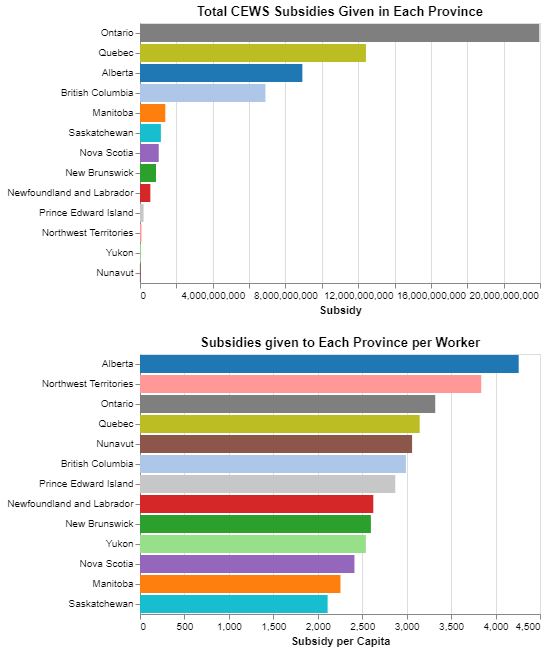 Total CEWS Subsidies Given in Each Province
Ontario
Quebec
Alberta
British Columbia
Manitoba
Saskatchewan
Nova Scotia
New Brunswick
Newfoundland and Labrador
Prince Edward Island
Northwest Territories
Yukon
Nunavut
0 4,000,000,000 8,000,000,000 12,000,000,000 16,000,000,000 20,000,000,000
Subsidy
Subsidies given to Each Province per Worker
Alberta
Northwest Territories
Ontario
Quebec
Nunavut
British Columbia
Prince Edward Island
Newfoundland and Labrador
New Brunswick
Yukon
Nova Scotia
Manitoba
Saskatchewan
0 500 1,000 1,500 2,000 2,500 3,000 3,500 4,000 4,500
Subsidy per Capita